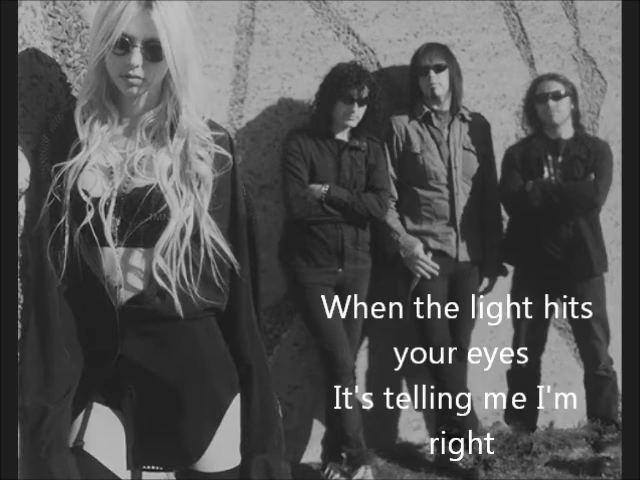 When the light hits
your eyes
It's telling me I'm
right